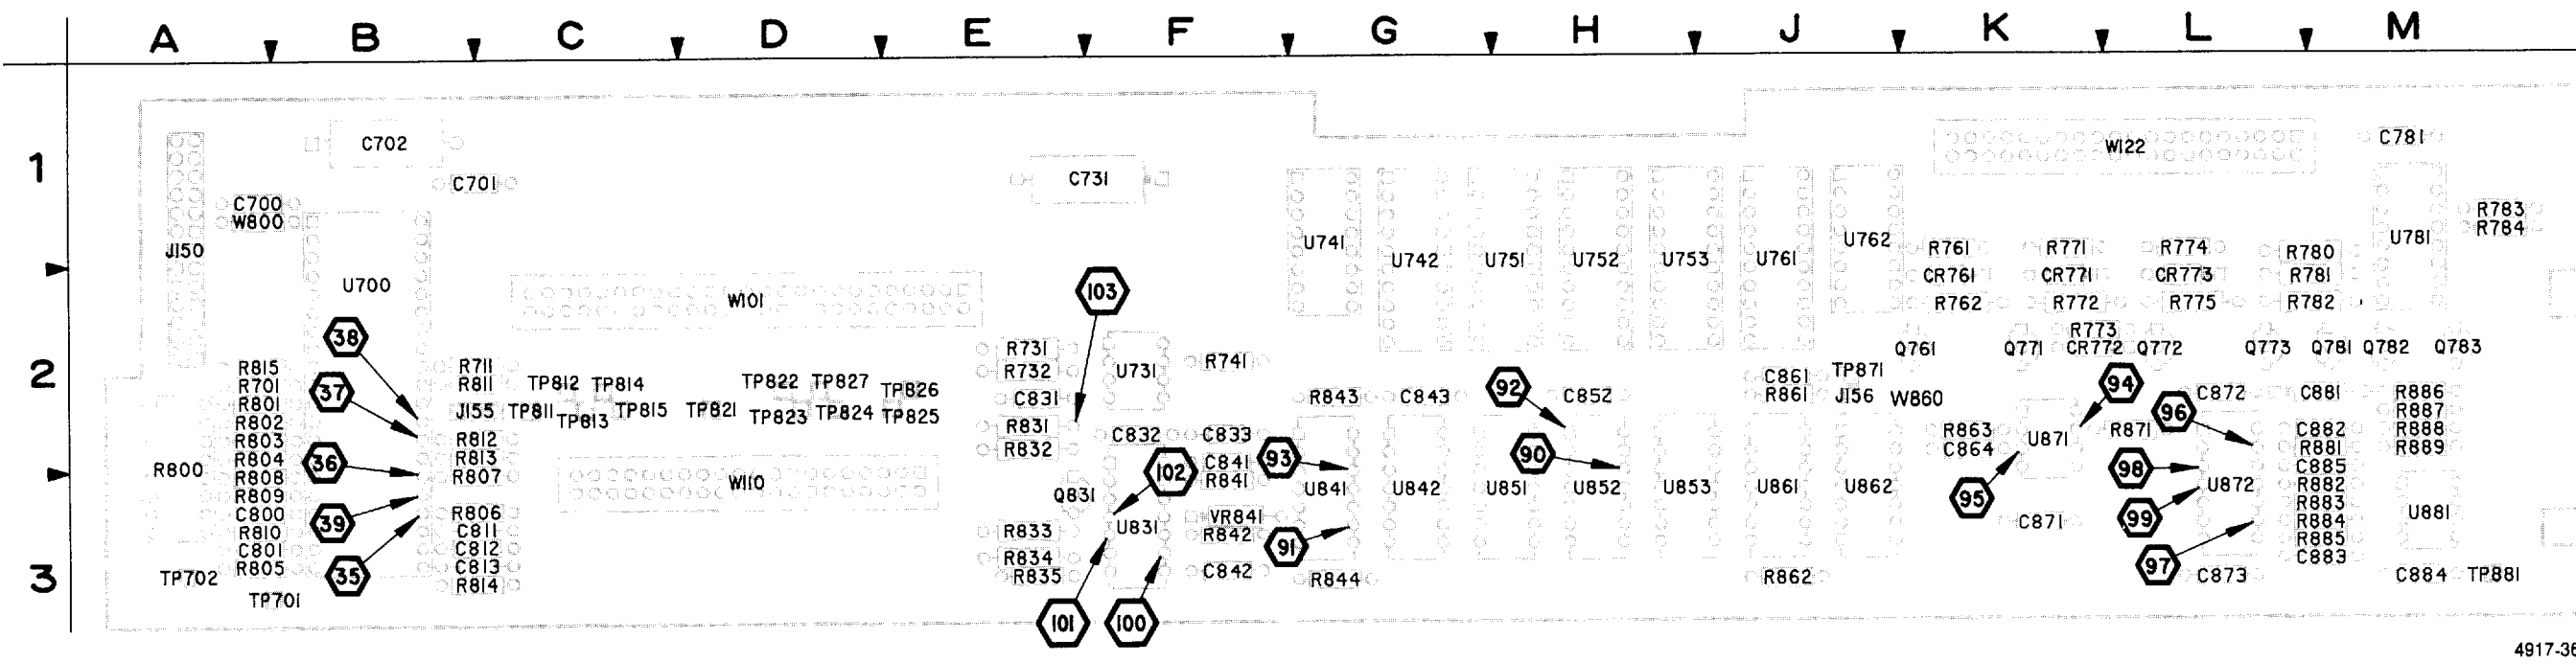 A B C D E F G H J K L M
1
C702 C731 W122 C781
C701
C700
W800
R783
R784
J150 U741 U762 R761 R771 R774 R780 U781
U700 U742 U751 U752 U753 U761 CR761 CR771 CR773 R781
W101 103 R762 R772 R775 R782
38 R773
2
R731 R741 Q761 Q771 CR772 Q772 Q773 Q781 Q782 Q783
R732 U731
R815 R711
R701 R811 TP812 TP814 TP822 TP827 TP826 92 C861 TP871 94
37 R801 J155 TP811 TP813 TP815 TP821 TP823 TP824 TP825 C831 R843 C843 C852 R861 J156 W860 C872 C881 R886
R802 R831 96 R887
R803 R812 R832 C832 C833 R863 U871 R871 C882 R888
R804 R813 C841 93 90 C864 R881 R889
R800 36 R808 R807 102 R841 98 C885
R809 W110 Q831 U841 U842 U851 U852 U853 U861 U862 95 U872 R882
C800 R806 VR841 R883 U881
39 R810 C811 R833 U831 R842 91 C871 99 R884
C801 C812 R834 R885
3
TP702 R805 35 C813 R835 C842 R844 R862 97 C873 C883 C884 TP881
TP701 R814
101 100
4917-36